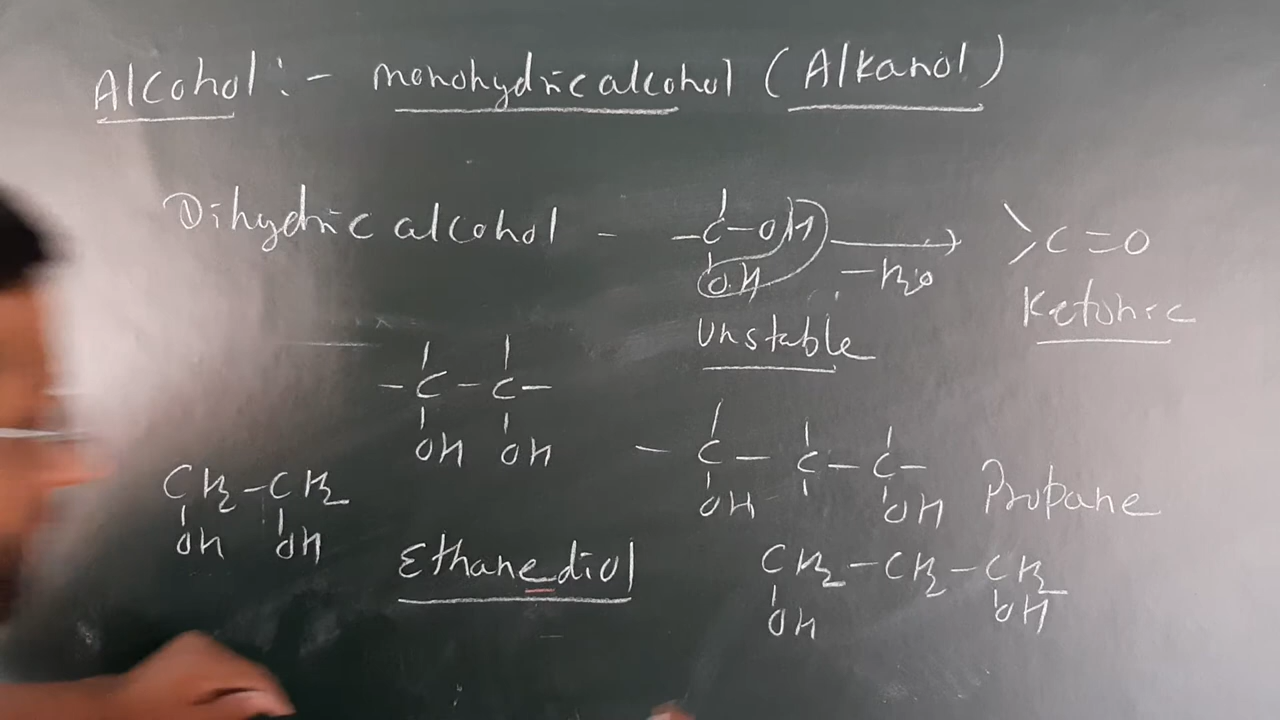 Alcohol :- monohydric alcohol (Alkanol)
Dihydric alcohol - -C-OH -H2O >C=O
OH
Unstable
Ketonic
-C-C-
OH OH
-C-C-C-
OH OH
Propane
CH2-CH2
OH OH
Ethanediol
CH2-CH2-CH2
OH OH